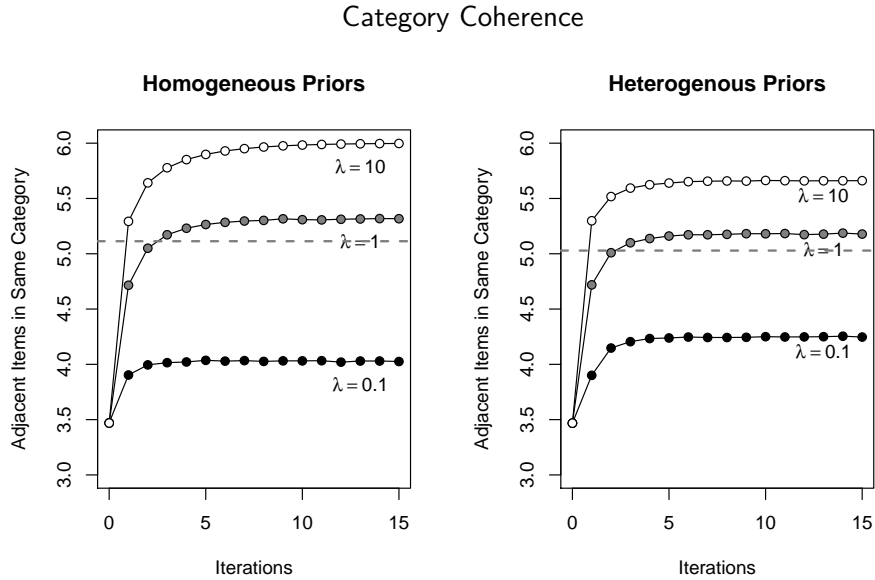 Category Coherence
Homogeneous Priors
Adjacent Items in Same Category
6.0
5.5
5.0
4.5
4.0
3.5
3.0
λ = 10
λ = 1
λ = 0.1
0 5 10 15
Iterations
Heterogenous Priors
Adjacent Items in Same Category
6.0
5.5
5.0
4.5
4.0
3.5
3.0
λ = 10
λ = 1
λ = 0.1
0 5 10 15
Iterations